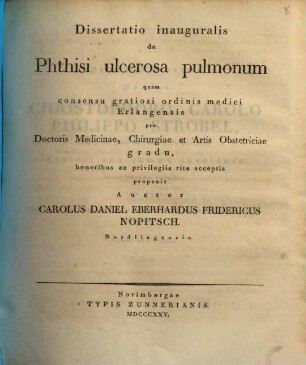 Dissertatio inauguralis
de
Phthisi ulcerosa pulmonum
quam
consensu gratiosi ordinis medici
Erlangensis
pro
Doctoris Medicinae, Chirurgiae et Artis Obstetriciae
gradu,
honoribus ac privilegiis rite acceptis
proponit
Auctor
CAROLUS DANIEL EBERHARDUS FRIDERICUS
NOPITSCH.
Nordlingensis.
Norimbergae
TYPIS ZUNNERIANIS.
MDCCCXXV.